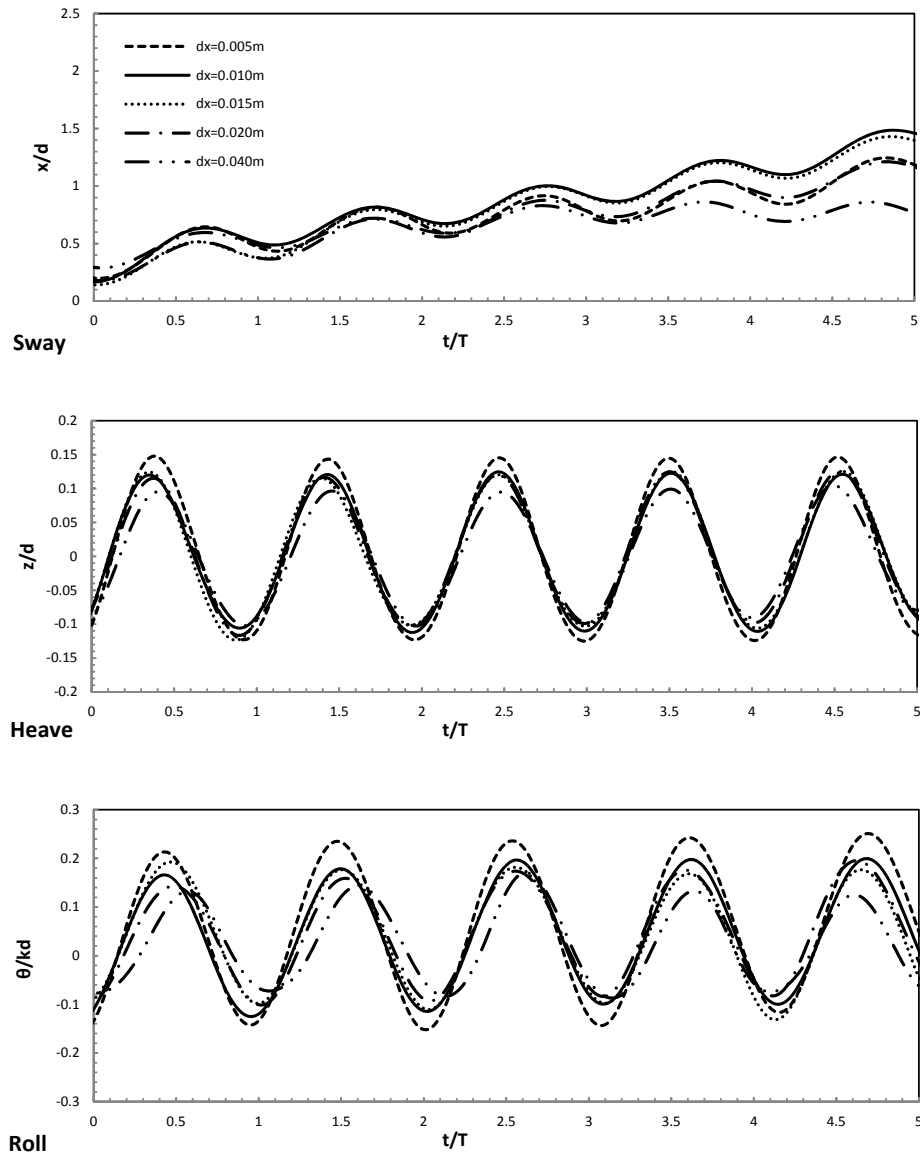 2.5
2
1.5
1
0.5
0
x/d
dx=0.005m
dx=0.010m
dx=0.015m
dx=0.020m
dx=0.040m
0 0.5 1 1.5 2 2.5 3 3.5 4 4.5 5
Sway
t/T
0.2
0.15
0.1
0.05
0
-0.05
-0.1
-0.15
-0.2
z/d
0 0.5 1 1.5 2 2.5 3 3.5 4 4.5 5
Heave
t/T
0.3
0.2
0.1
0
-0.1
-0.2
-0.3
θ/kd
0 0.5 1 1.5 2 2.5 3 3.5 4 4.5 5
Roll
t/T